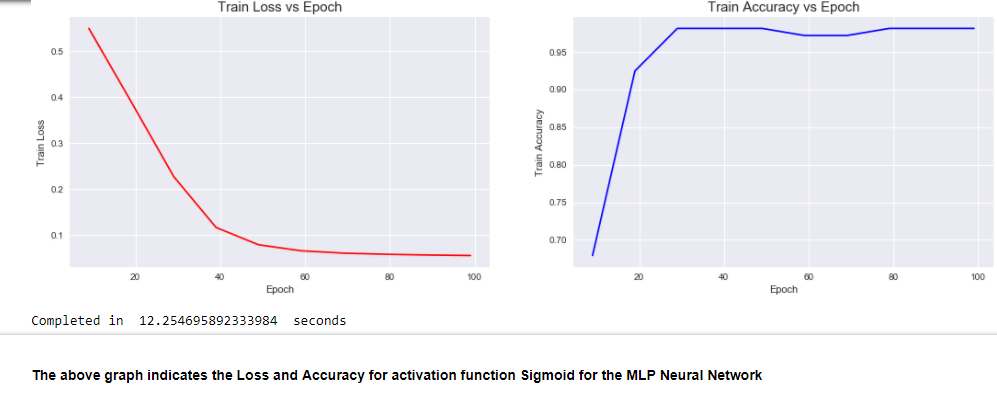 Train Loss vs Epoch
0.5
0.4
0.3
0.2
0.1
Train Loss
20 40 60 80 100
Epoch
Train Accuracy vs Epoch
0.95
0.90
0.85
0.80
0.75
0.70
Train Accuracy
20 40 60 80 100
Epoch
Completed in 12.254695892333984 seconds
The above graph indicates the Loss and Accuracy for activation function Sigmoid for the MLP Neural Network